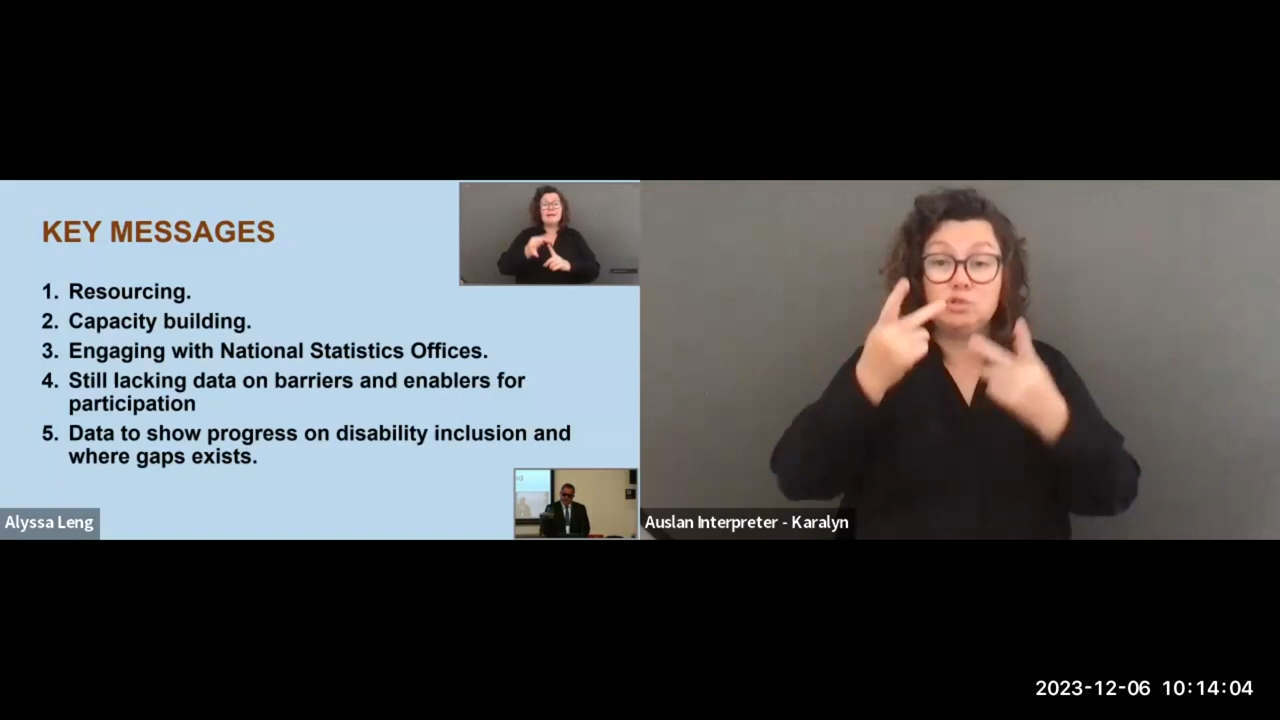 KEY MESSAGES
1. Resourcing.
2. Capacity building.
3. Engaging with National Statistics Offices.
4. Still lacking data on barriers and enablers for
participation
5. Data to show progress on disability inclusion and
where gaps exists.
Alyssa Leng
Auslan Interpreter - Karalyn
2023-12-06 10:14:04